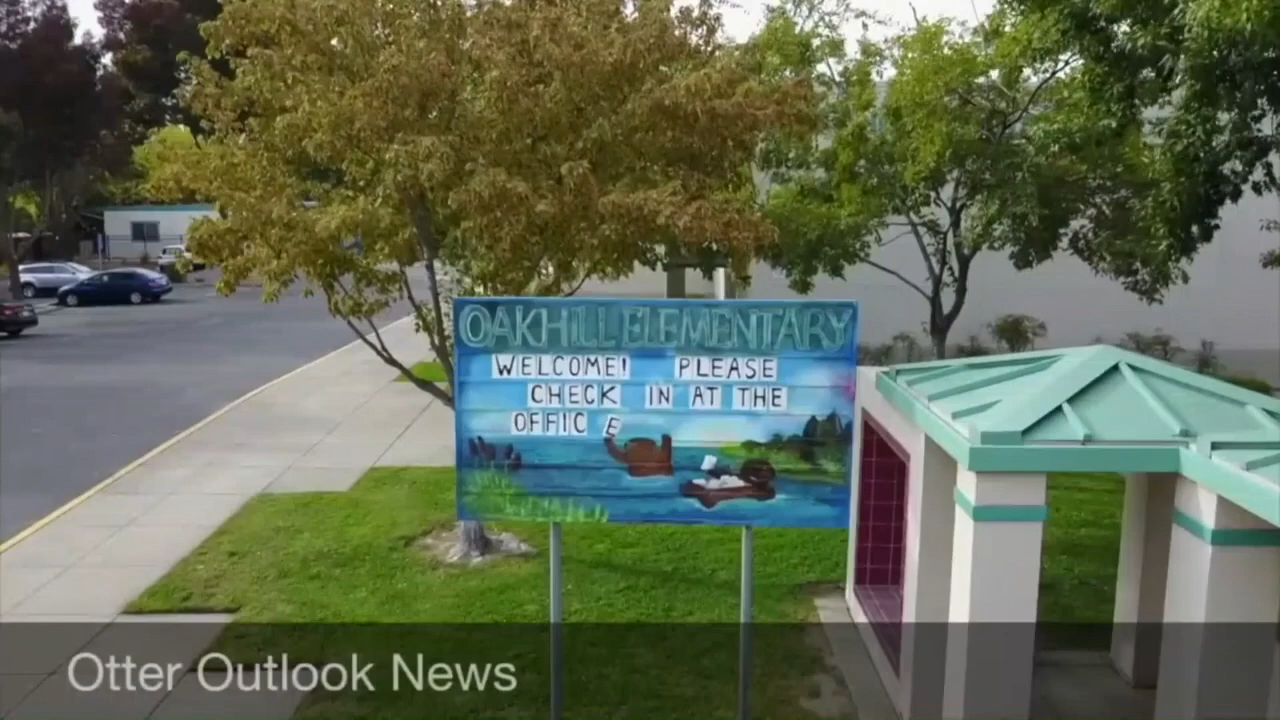 OAKHILL ELEMENTARY
WELCOME! PLEASE
CHECK IN AT THE
OFFIC E
Otter Outlook News